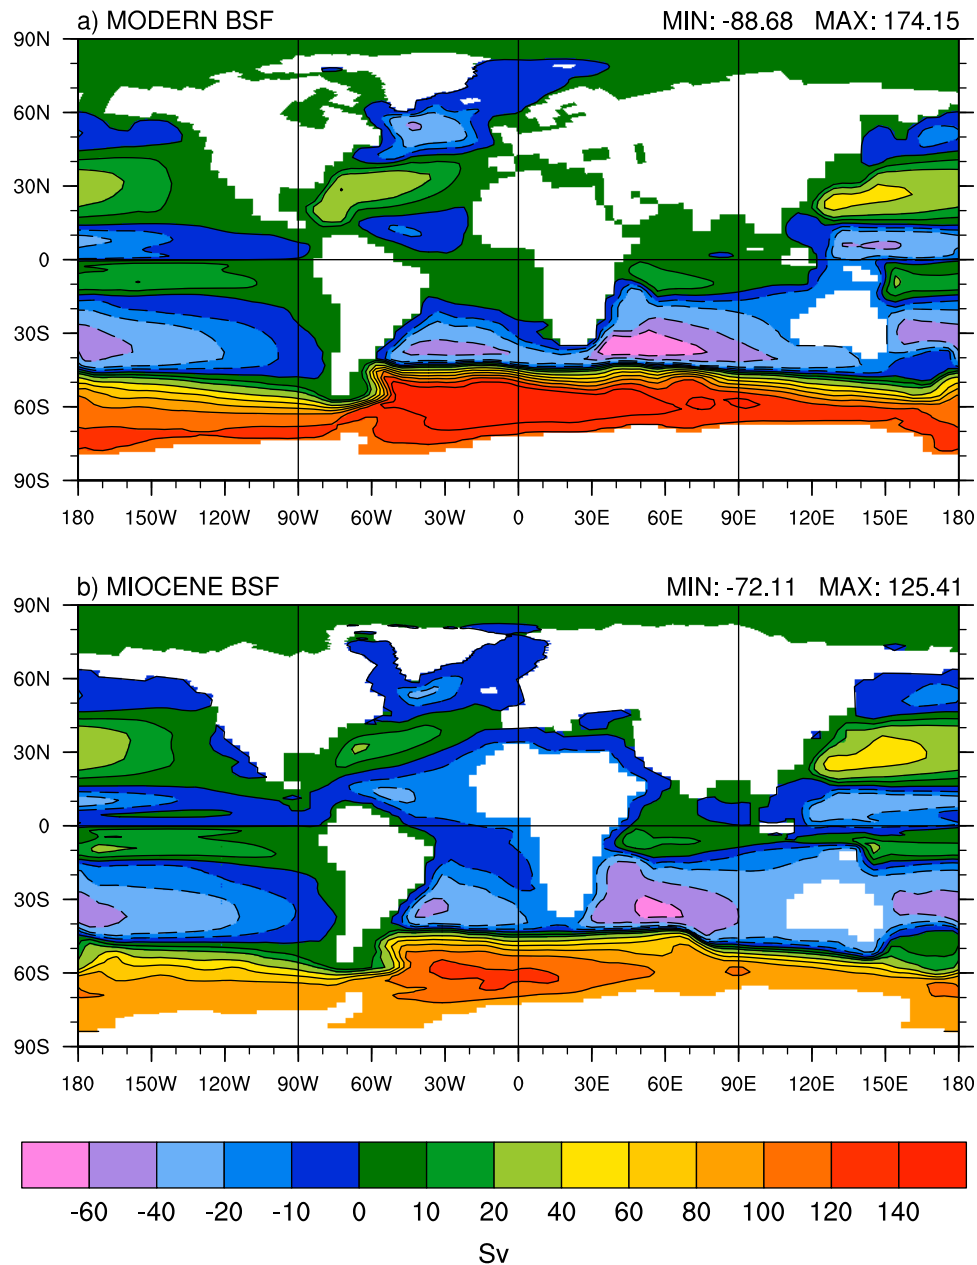 a) MODERN BSF MIN: -88.68 MAX: 174.15
90N
60N
30N
0
30S
60S
90S
180 150W 120W 90W 60W 30W 0 30E 60E 90E 120E 150E 180
b) MIOCENE BSF MIN: -72.11 MAX: 125.41
90N
60N
30N
0
30S
60S
90S
180 150W 120W 90W 60W 30W 0 30E 60E 90E 120E 150E 180
-60 -40 -20 -10 0 10 20 40 60 80 100 120 140
Sv